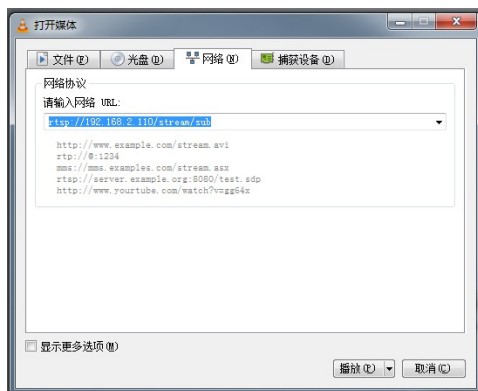 打开媒体
文件(F) 光盘(D) 网络(N) 捕获设备(D)
网络协议
请输入网络 URL:
rtsp://192.168.2.110/stream/sub
http://www.example.com/stream.avi
rtp://@:1234
mms://mms.examples.com/stream.asx
rtsp://server.example.org:8080/test.sdp
http://www.yourtube.com/watch?v=gg64x
显示更多选项(M)
播放(P) 取消(C)